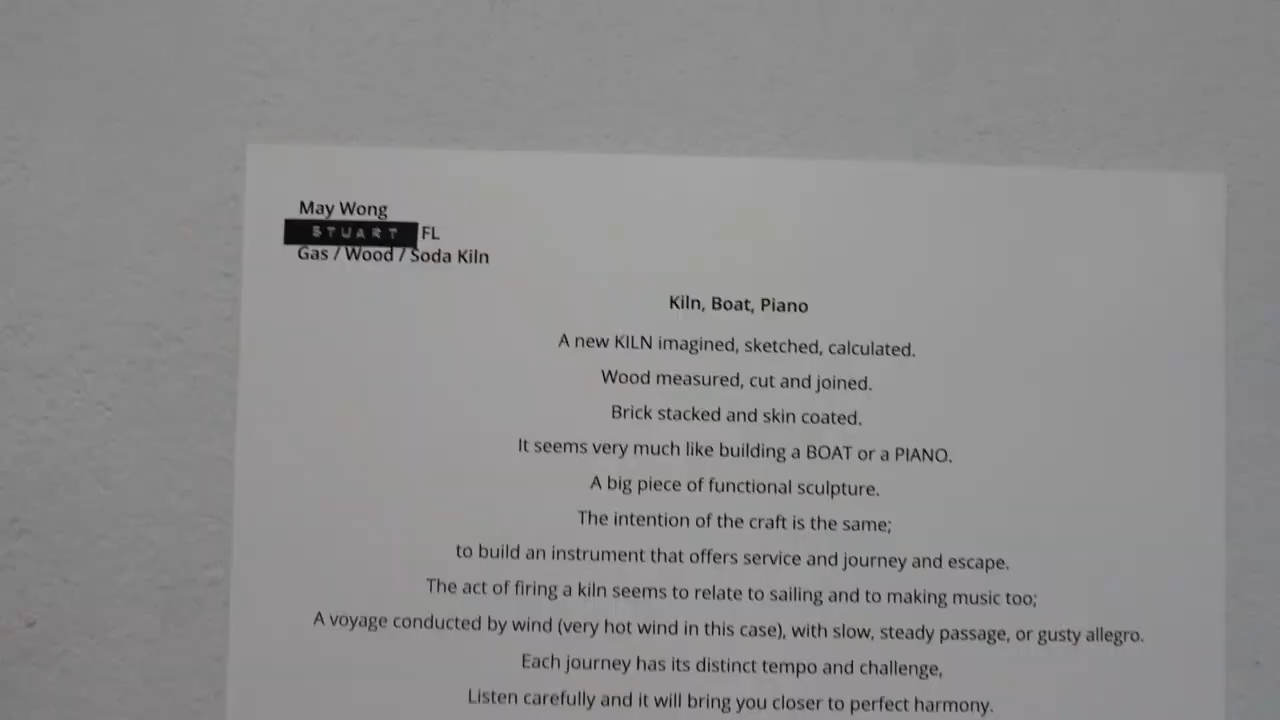 May Wong
STUART FL
Gas / Wood / Soda Kiln
Kiln, Boat, Piano
A new KILN imagined, sketched, calculated.
Wood measured, cut and joined.
Brick stacked and skin coated.
It seems very much like building a BOAT or a PIANO.
A big piece of functional sculpture.
The intention of the craft is the same;
to build an instrument that offers service and journey and escape.
The act of firing a kiln seems to relate to sailing and to making music too;
A voyage conducted by wind (very hot wind in this case), with slow, steady passage, or gusty allegro.
Each journey has its distinct tempo and challenge,
Listen carefully and it will bring you closer to perfect harmony.